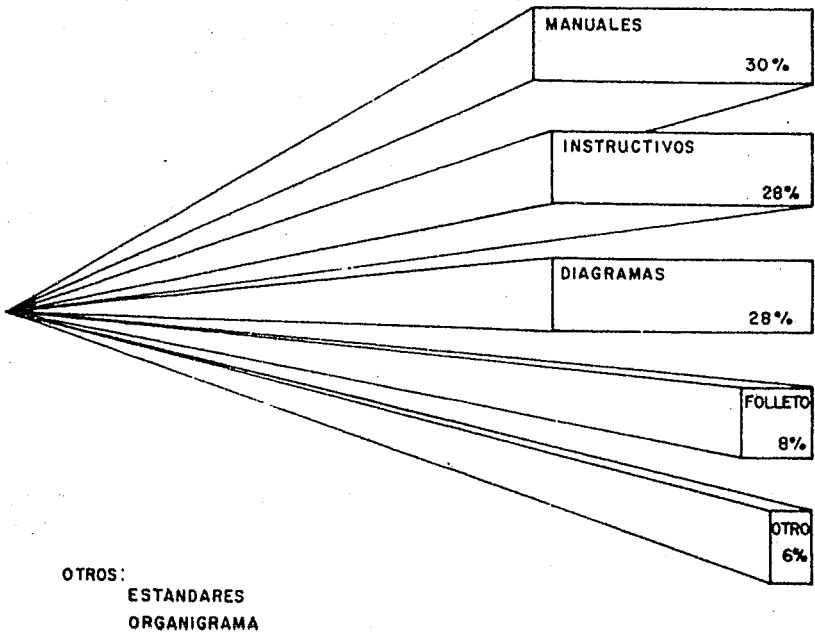 MANUALES
30%
INSTRUCTIVOS
28%
DIAGRAMAS
28%
FOLLETO
8%
OTRO
6%
OTROS:
ESTANDARES
ORGANIGRAMA